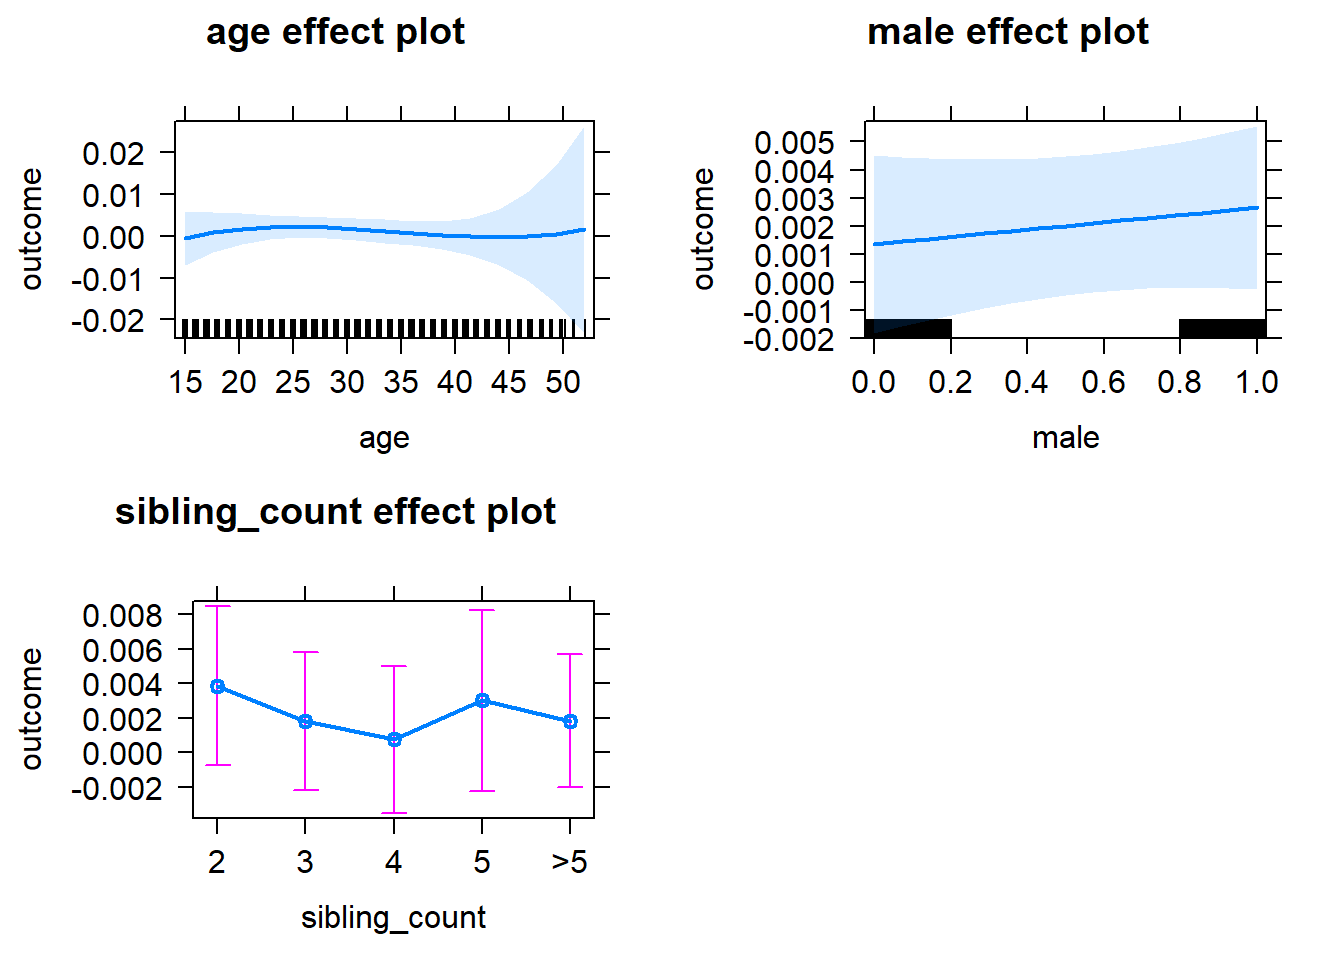 age effect plot
outcome
0.02
0.01
0.00
-0.01
-0.02
15 20 25 30 35 40 45 50
age
male effect plot
outcome
0.005
0.004
0.003
0.002
0.001
0.000
-0.001
-0.002
0.0 0.2 0.4 0.6 0.8 1.0
male
sibling_count effect plot
outcome
0.008
0.006
0.004
0.002
0.000
-0.002
2 3 4 5 >5
sibling_count